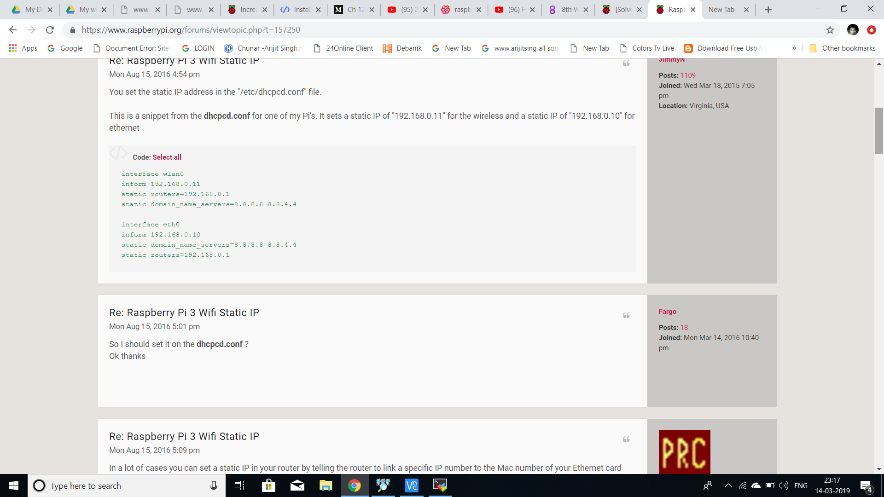 My D
My w
www
www
Increa
Instal
Ch 12
(95) 2
raspi
(96) P
8th W
[Solve
Raspi
New Tab
https://www.raspberrypi.org/forums/viewtopic.php?t=157250
Apps
Google
Document Error: Site
LOGIN
Chunar -Arijit Singh
24Online Client
Debanik
New Tab
www.arijitsing all son
New Tab
Colors Tv Live
Download Free Usb
»
Other bookmarks
Re: Raspberry Pi 3 Wifi Static IP
JimmyN
Mon Aug 15, 2016 4:54 pm
Posts: 1109
Joined: Wed Mar 18, 2015 7:05
pm
Location: Virginia, USA
You set the static IP address in the "/etc/dhcpcd.conf" file.
This is a snippet from the dhcpcd.conf for one of my Pi's. It sets a static IP of "192.168.0.11" for the wireless and a static IP of "192.168.0.10" for
ethernet
Code: Select all
interface wlan0
inform 192.168.0.11
static routers=192.168.0.1
static domain_name_servers=8.8.8.8 8.8.4.4
interface eth0
inform 192.168.0.10
static domain_name_servers=8.8.8.8 8.8.4.4
static routers=192.168.0.1
Re: Raspberry Pi 3 Wifi Static IP
Mon Aug 15, 2016 5:01 pm
Fargo
Posts: 18
Joined: Mon Mar 14, 2016 10:40
pm
So I should set it on the dhcpcd.conf ?
Ok thanks
Re: Raspberry Pi 3 Wifi Static IP
Mon Aug 15, 2016 5:09 pm
PRC
In a lot of cases you can set a static IP in your router by telling the router to link a specific IP number to the Mac number of your Ethernet card
Type here to search
ENG
23:17
14-03-2019
4